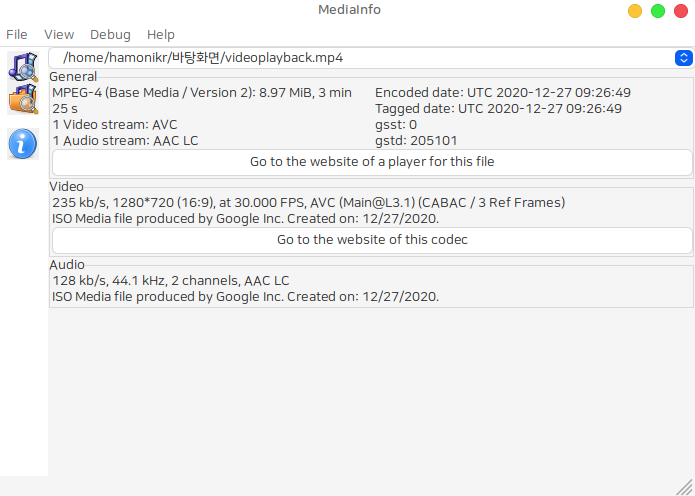 MediaInfo
File View Debug Help
/home/hamonikr/바탕화면/videoplayback.mp4
General
MPEG-4 (Base Media / Version 2): 8.97 MiB, 3 min
25 s
1 Video stream: AVC
1 Audio stream: AAC LC
Encoded date: UTC 2020-12-27 09:26:49
Tagged date: UTC 2020-12-27 09:26:49
gsst: 0
gstd: 205101
Go to the website of a player for this file
Video
235 kb/s, 1280*720 (16:9), at 30.000 FPS, AVC (Main@L3.1) (CABAC / 3 Ref Frames)
ISO Media file produced by Google Inc. Created on: 12/27/2020.
Go to the website of this codec
Audio
128 kb/s, 44.1 kHz, 2 channels, AAC LC
ISO Media file produced by Google Inc. Created on: 12/27/2020.